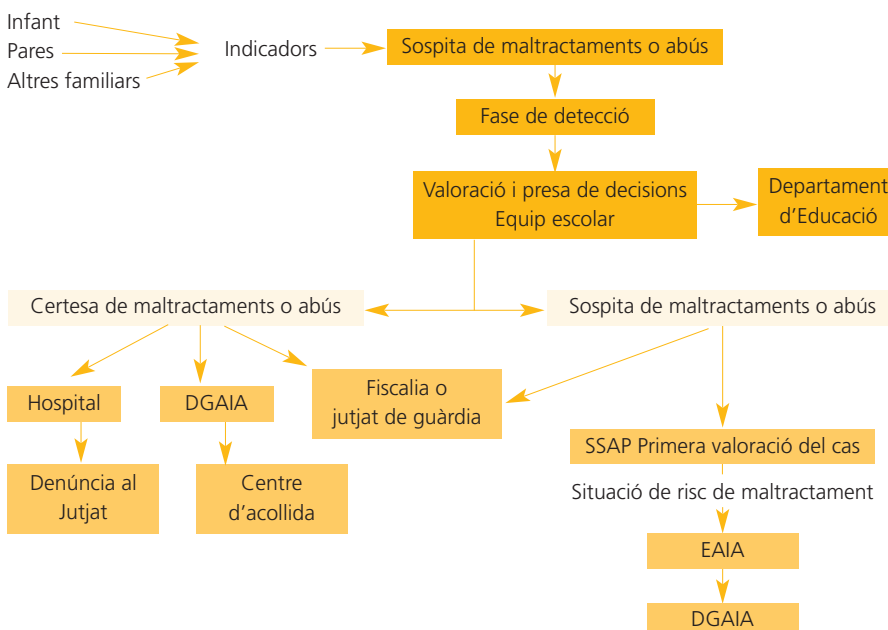 Infant
Pares
Altres familiars
Indicadors
Sospita de maltractaments o abús
Fase de detecció
Valoració i presa de decisions
Equip escolar
Departament
d’Educació
Certesa de maltractaments o abús
Sospita de maltractaments o abús
Hospital
DGAIA
Fiscalia o
jutjat de guàrdia
Denúncia al
Jutjat
Centre
d’acollida
SSAP Primera valoració del cas
Situació de risc de maltractament
EAIA
DGAIA